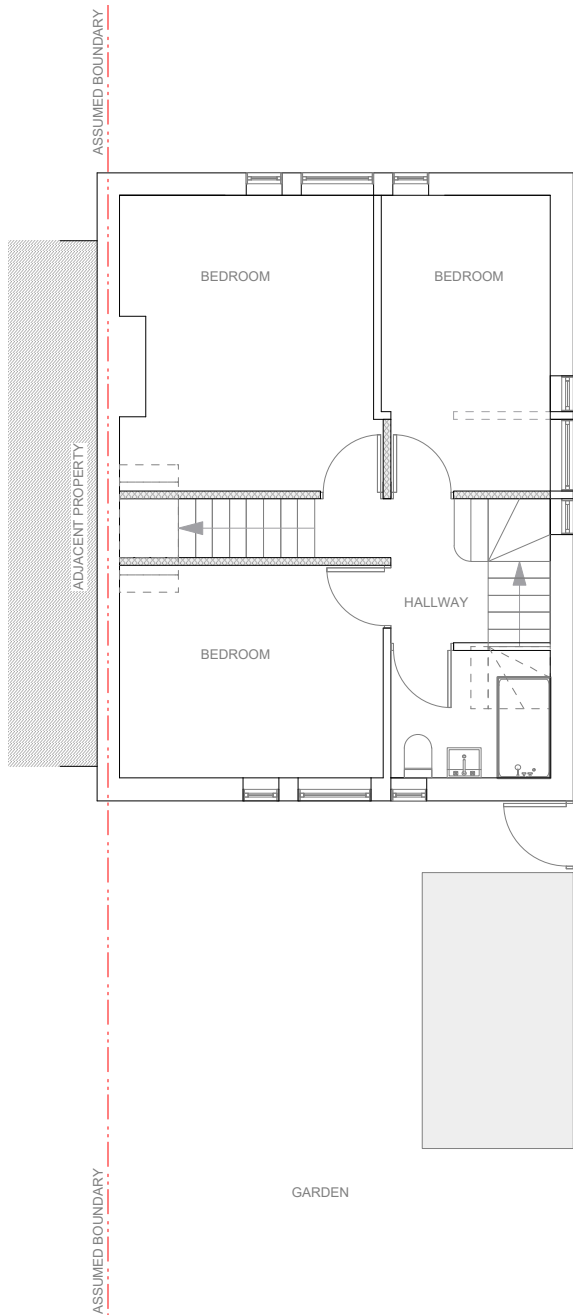 ASSUMED BOUNDARY
BEDROOM
BEDROOM
ADJACENT PROPERTY
HALLWAY
BEDROOM
GARDEN
ASSUMED BOUNDARY